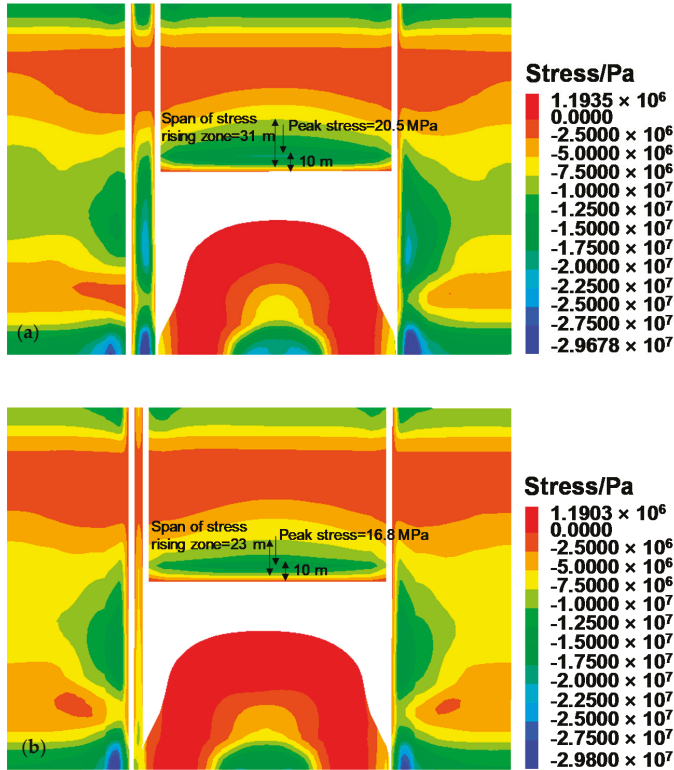 Stress/Pa
1.1935 × 10⁶
0.0000
-2.5000 × 10⁶
-5.0000 × 10⁶
-7.5000 × 10⁶
-1.0000 × 10⁷
-1.2500 × 10⁷
-1.5000 × 10⁷
-1.7500 × 10⁷
-2.0000 × 10⁷
-2.2500 × 10⁷
-2.5000 × 10⁷
-2.7500 × 10⁷
-2.9678 × 10⁷
Span of stress
rising zone=31 m
Peak stress=20.5 MPa
10 m
(a)
Stress/Pa
1.1903 × 10⁶
0.0000
-2.5000 × 10⁶
-5.0000 × 10⁶
-7.5000 × 10⁶
-1.0000 × 10⁷
-1.2500 × 10⁷
-1.5000 × 10⁷
-1.7500 × 10⁷
-2.0000 × 10⁷
-2.2500 × 10⁷
-2.5000 × 10⁷
-2.7500 × 10⁷
-2.9800 × 10⁷
Span of stress
rising zone=23 m
Peak stress=16.8 MPa
10 m
(b)